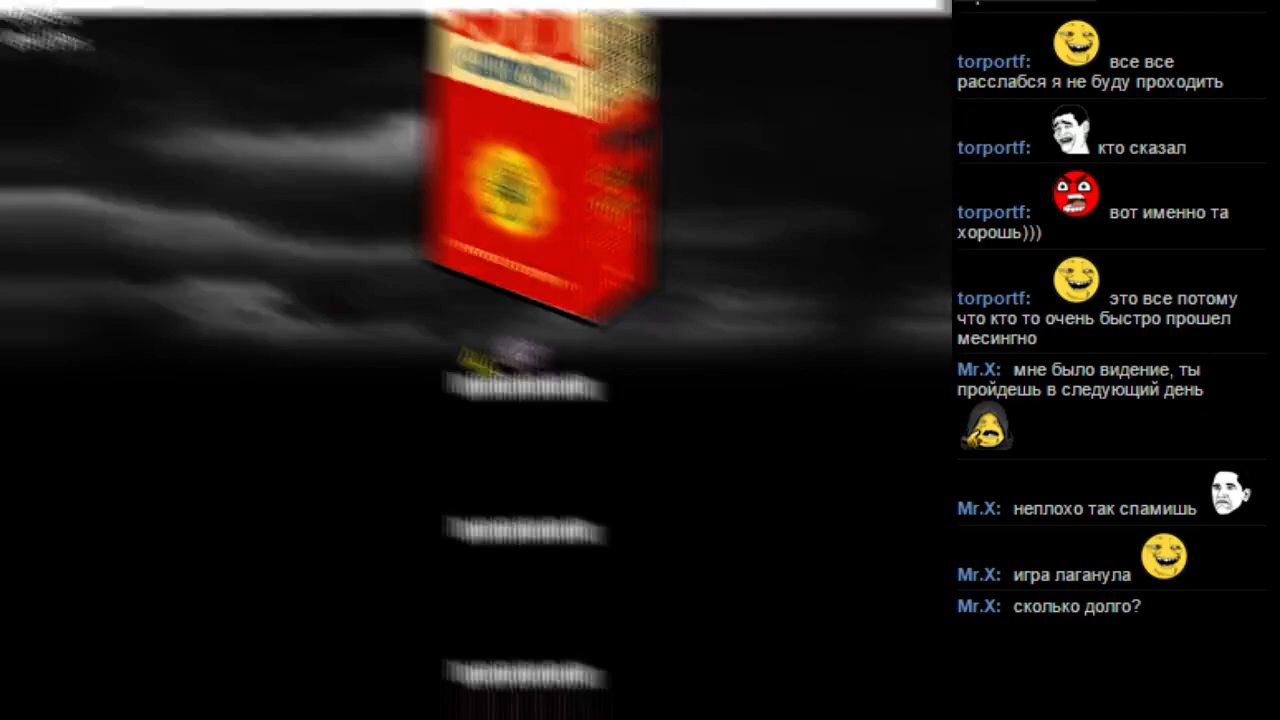 torportf: все все
расслабся я не буду проходить
torportf: кто сказал
torportf: вот именно та
хорошь)))
torportf: это все потому
что кто то очень быстро прошел
месингно
Mr.X: мне было видение, ты
пройдешь в следующий день
Mr.X: неплохо так спамишь
Mr.X: игра лаганула
Mr.X: сколько долго?